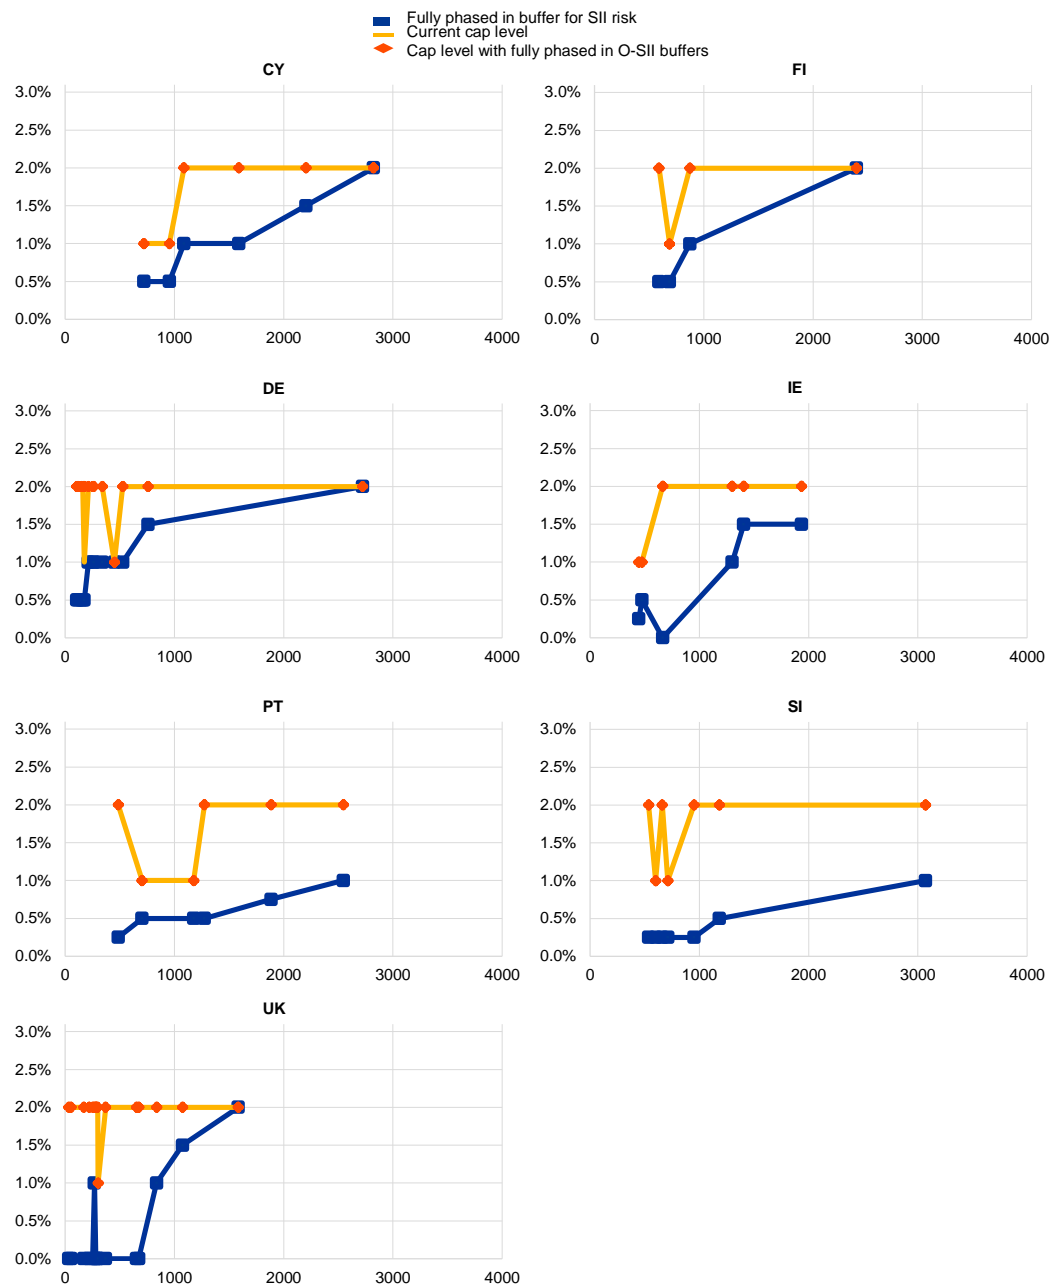 Fully phased in buffer for SII risk
Current cap level
Cap level with fully phased in O-SII buffers
CY
3.0%
2.5%
2.0%
1.5%
1.0%
0.5%
0.0%
0 1000 2000 3000 4000
FI
3.0%
2.5%
2.0%
1.5%
1.0%
0.5%
0.0%
0 1000 2000 3000 4000
DE
3.0%
2.5%
2.0%
1.5%
1.0%
0.5%
0.0%
0 1000 2000 3000 4000
IE
3.0%
2.5%
2.0%
1.5%
1.0%
0.5%
0.0%
0 1000 2000 3000 4000
PT
3.0%
2.5%
2.0%
1.5%
1.0%
0.5%
0.0%
0 1000 2000 3000 4000
SI
3.0%
2.5%
2.0%
1.5%
1.0%
0.5%
0.0%
0 1000 2000 3000 4000
UK
3.0%
2.5%
2.0%
1.5%
1.0%
0.5%
0.0%
0 1000 2000 3000 4000